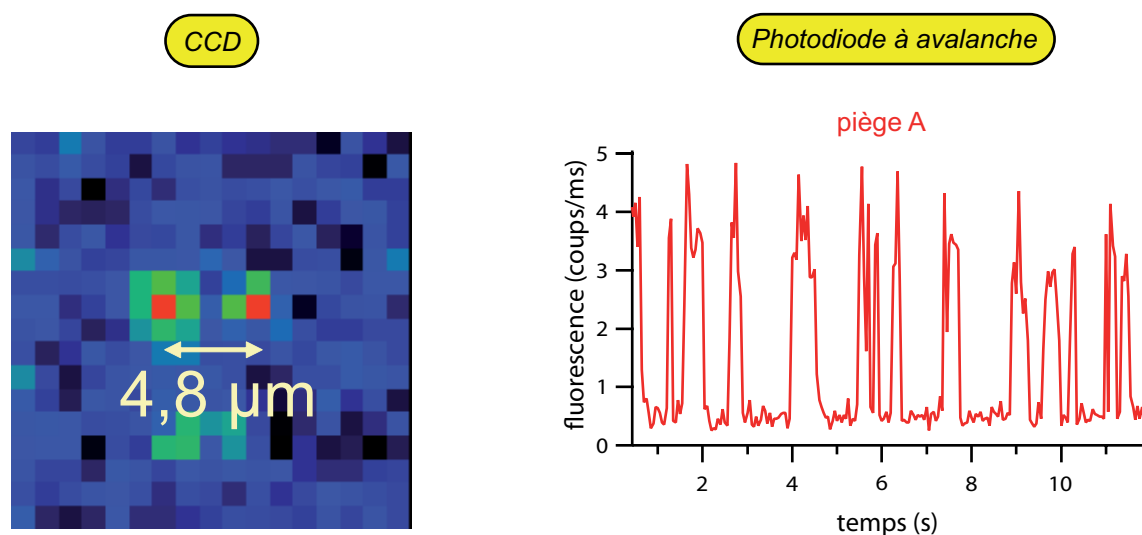 CCD
Photodiode à avalanche
4,8 µm
piège A
fluorescence (coups/ms)
5
4
3
2
1
0
2 4 6 8 10
temps (s)